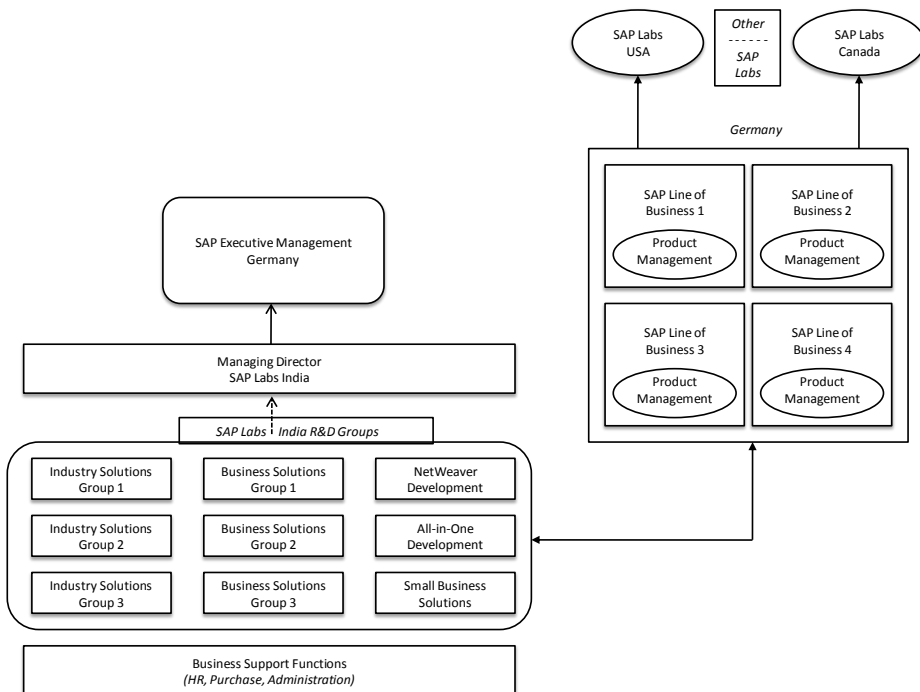 SAP Labs
USA
Other
SAP
Labs
SAP Labs
Canada
Germany
SAP Line of
Business 1
Product
Management
SAP Line of
Business 2
Product
Management
SAP Line of
Business 3
Product
Management
SAP Line of
Business 4
Product
Management
SAP Executive Management
Germany
Managing Director
SAP Labs India
SAP Labs India R&D Groups
Industry Solutions
Group 1
Business Solutions
Group 1
NetWeaver
Development
Industry Solutions
Group 2
Business Solutions
Group 2
All-in-One
Development
Industry Solutions
Group 3
Business Solutions
Group 3
Small Business
Solutions
Business Support Functions
(HR, Purchase, Administration)